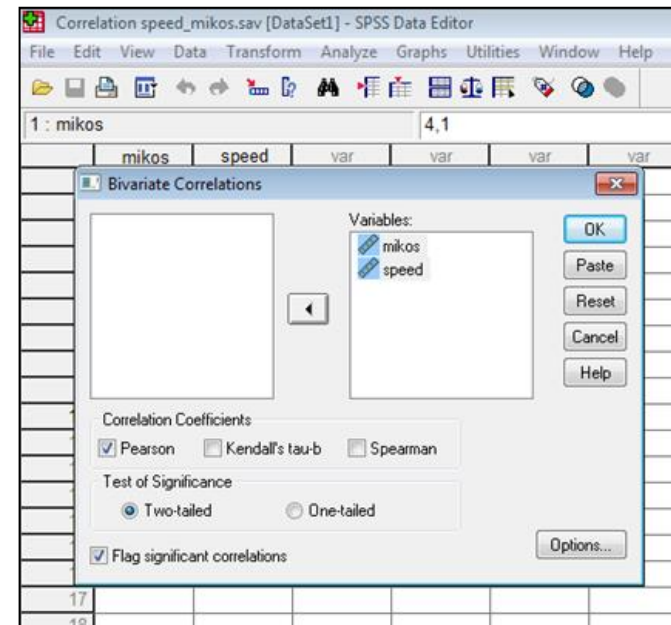 Correlation speed_mikos.sav [DataSet1] - SPSS Data Editor
File Edit View Data Transform Analyze Graphs Utilities Window Help
1 : mikos 4,1
mikos speed var var var var
Bivariate Correlations
Variables:
mikos
speed
OK
Paste
Reset
Cancel
Help
Correlation Coefficients
Pearson Kendall's tau-b Spearman
Test of Significance
Two-tailed One-tailed
Flag significant correlations
Options...
17
18